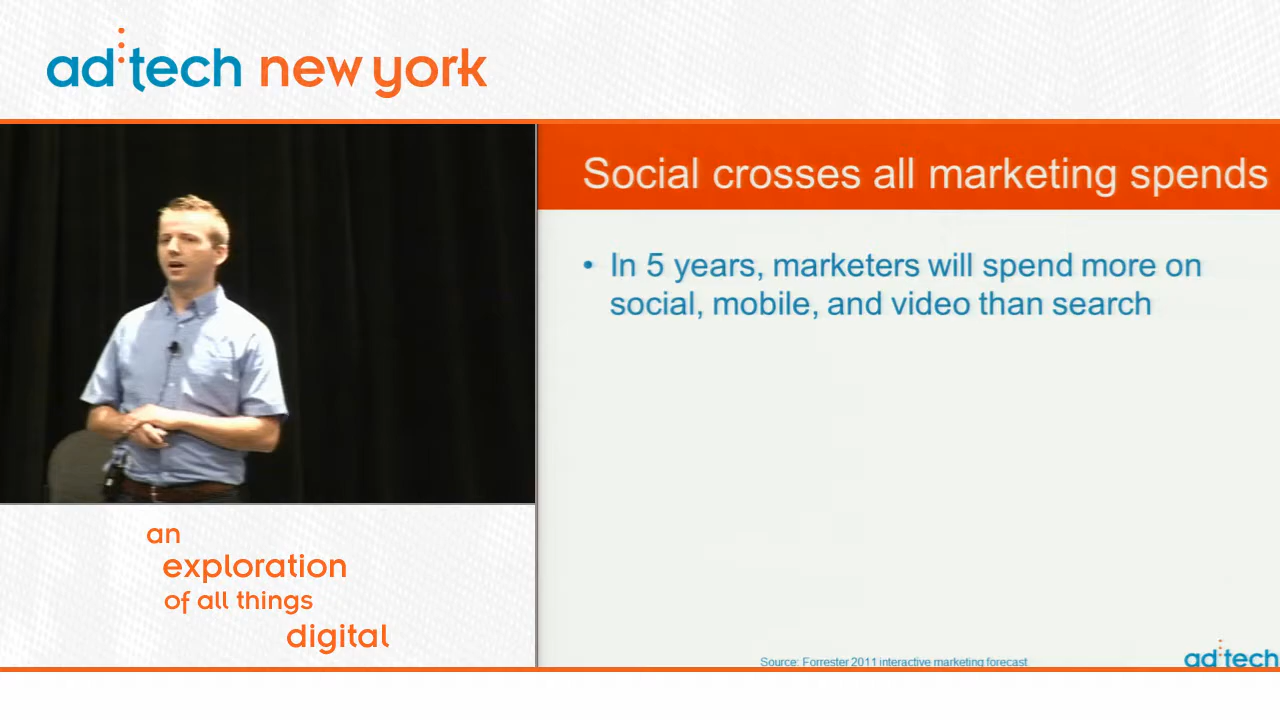 ad:tech new york
Social crosses all marketing spends
• In 5 years, marketers will spend more on
social, mobile, and video than search
an
exploration
of all things
digital
Source: Forrester 2011 interactive marketing forecast
ad:tech